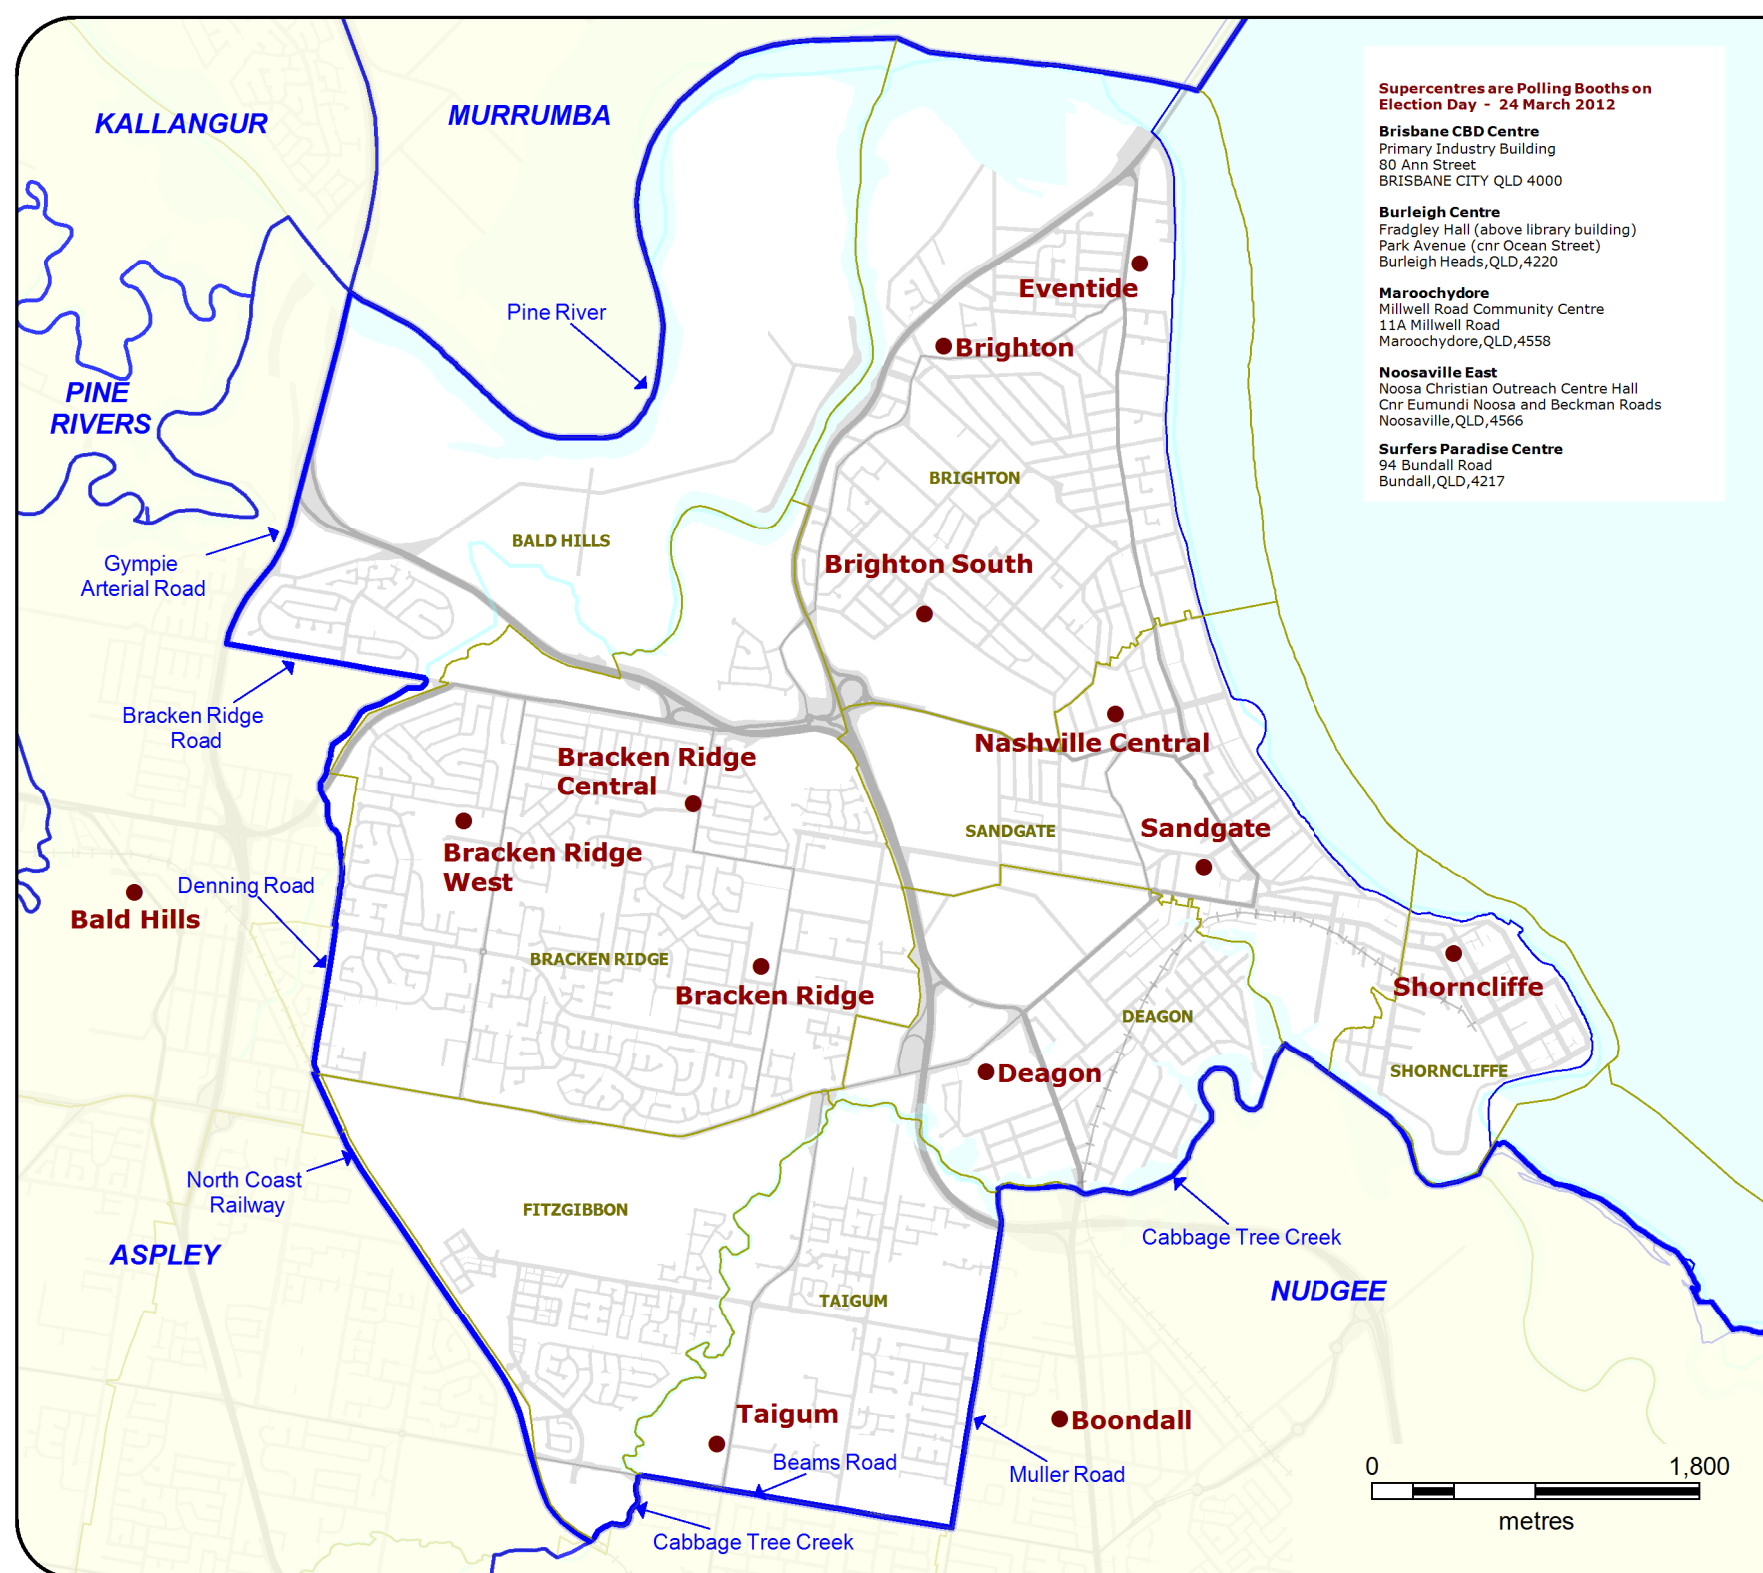 KALLANGUR
MURRUMBA
Supercentres are Polling Booths on
Election Day - 24 March 2012
Brisbane CBD Centre
Primary Industry Building
80 Ann Street
BRISBANE CITY QLD 4000
Burleigh Centre
Fradgley Hall (above library building)
Park Avenue (cnr Ocean Street)
Burleigh Heads,QLD,4220
Maroochydore
Millwell Road Community Centre
11A Millwell Road
Maroochydore,QLD,4558
Noosaville East
Noosa Christian Outreach Centre Hall
Cnr Eumundi Noosa and Beckman Roads
Noosaville,QLD,4566
Surfers Paradise Centre
94 Bundall Road
Bundall,QLD,4217
Eventide
Pine River
Brighton
PINE
RIVERS
BRIGHTON
BALD HILLS
Gympie
Arterial Road
Brighton South
Bracken Ridge
Road
Nashville Central
Bracken Ridge
Central
SANDGATE
Sandgate
Bracken Ridge
West
Denning Road
Bald Hills
BRACKEN RIDGE
Bracken Ridge
Shorncliffe
DEAGON
Deagon
SHORNCLIFFE
North Coast
Railway
FITZGIBBON
Cabbage Tree Creek
ASPLEY
NUDGEE
TAIGUM
Taigum
Boondall
Beams Road
Muller Road
0
1,800
metres
Cabbage Tree Creek